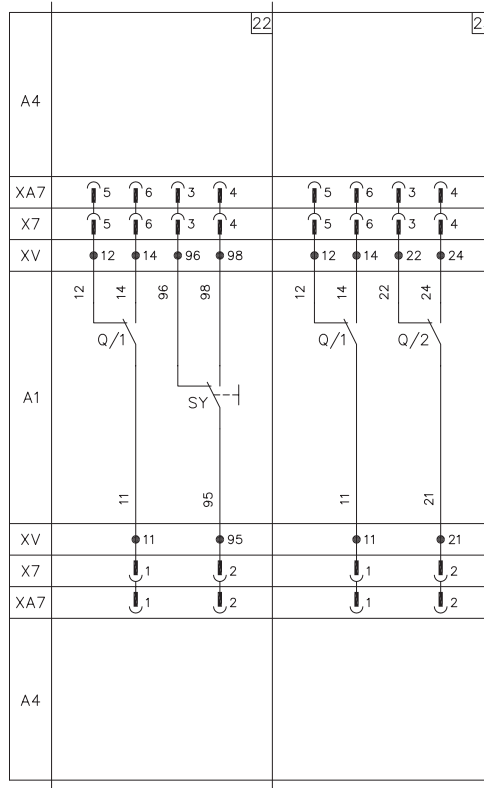 22 2
A4
XA7 5 6 3 4 5 6 3 4
X7 5 6 3 4 5 6 3 4
XV 12 14 96 98 12 14 22 24
12 14 96 98 12 14 22 24
Q/1 Q/1 Q/2
A1 SY
11 95 11 21
XV 11 95 11 21
X7 1 2 1 2
XA7 1 2 1 2
A4